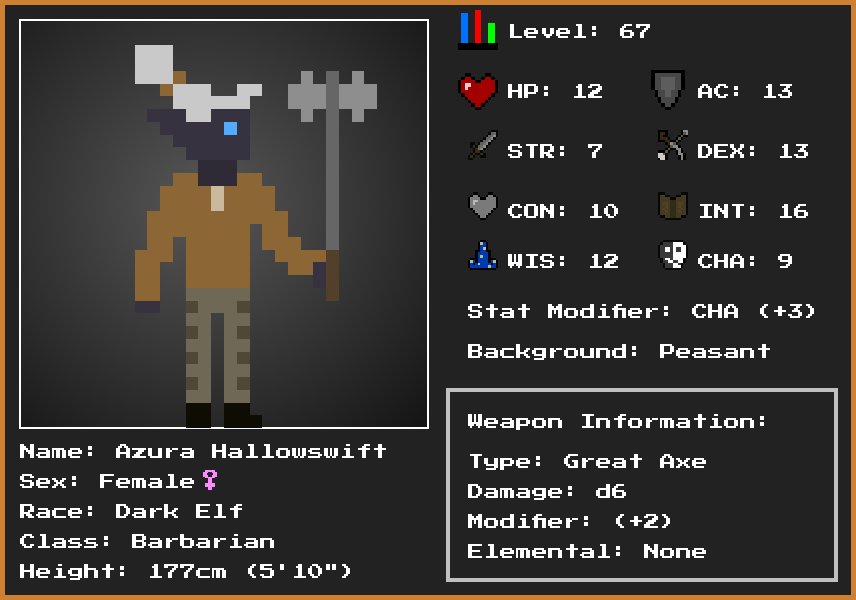 Level: 67
HP: 12 AC: 13
STR: 7 DEX: 13
CON: 10 INT: 16
WIS: 12 CHA: 9
Stat Modifier: CHA (+3)
Background: Peasant
Weapon Information:
Type: Great Axe
Damage: d6
Modifier: (+2)
Elemental: None
Name: Azura Hallowswift
Sex: Female♀
Race: Dark Elf
Class: Barbarian
Height: 177cm (5'10")